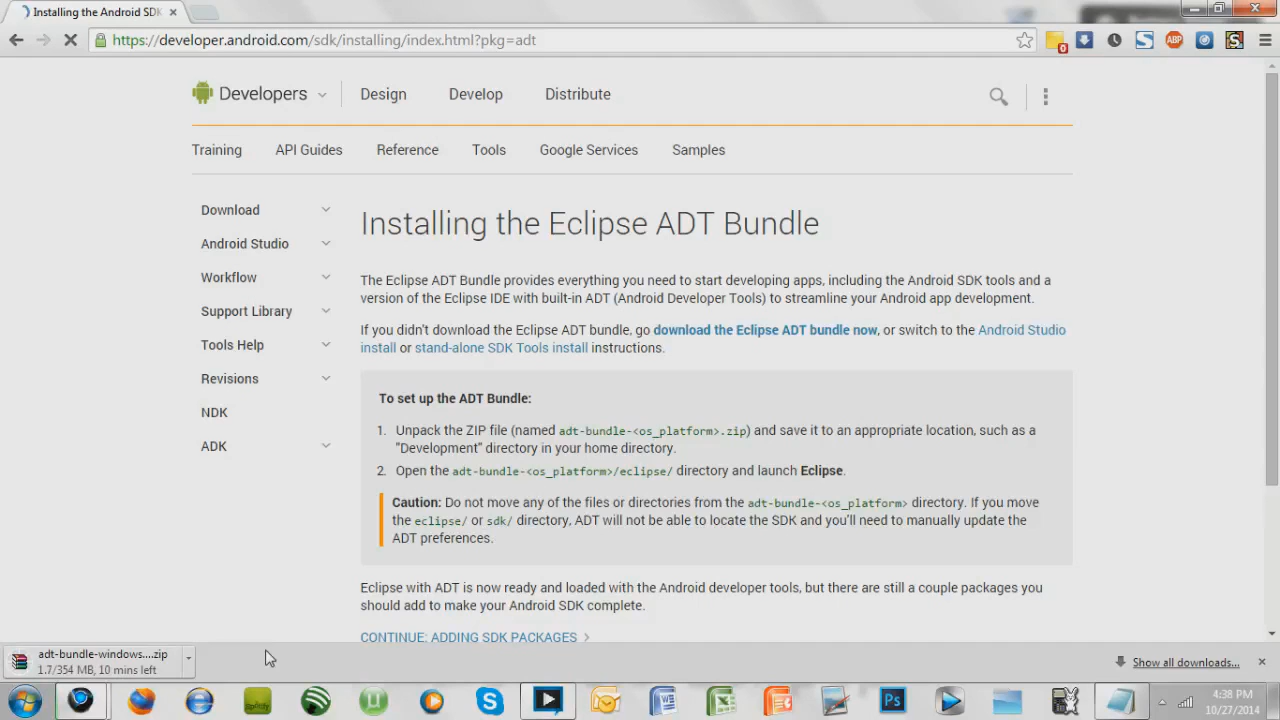 Installing the Android SDK
https://developer.android.com/sdk/installing/index.html?pkg=adt
0
ABP
Developers
Design
Develop
Distribute
Training
API Guides
Reference
Tools
Google Services
Samples
Download
Android Studio
Workflow
Support Library
Tools Help
Revisions
NDK
ADK
Installing the Eclipse ADT Bundle
The Eclipse ADT Bundle provides everything you need to start developing apps, including the Android SDK tools and a
version of the Eclipse IDE with built-in ADT (Android Developer Tools) to streamline your Android app development.
If you didn't download the Eclipse ADT bundle, go download the Eclipse ADT bundle now, or switch to the Android Studio
install or stand-alone SDK Tools install instructions.
To set up the ADT Bundle:
1. Unpack the ZIP file (named adt-bundle-<os_platform>.zip) and save it to an appropriate location, such as a
"Development" directory in your home directory.
2. Open the adt-bundle-<os_platform>/eclipse/ directory and launch Eclipse.
Caution: Do not move any of the files or directories from the adt-bundle-<os_platform> directory. If you move
the eclipse/ or sdk/ directory, ADT will not be able to locate the SDK and you'll need to manually update the
ADT preferences.
Eclipse with ADT is now ready and loaded with the Android developer tools, but there are still a couple packages you
should add to make your Android SDK complete.
CONTINUE: ADDING SDK PACKAGES
adt-bundle-windows....zip
1.7/354 MB, 10 mins left
Show all downloads...
Ps
4:38 PM
10/27/2014